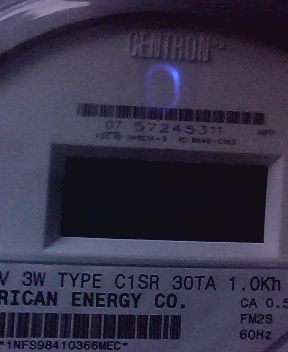 CENTRON
07 57245311
V 3W TYPE C1SR 30TA 1.0Kh
RICAN ENERGY CO.
CA 0.5
FM2S
60Hz
*1NFS98410366MEC*